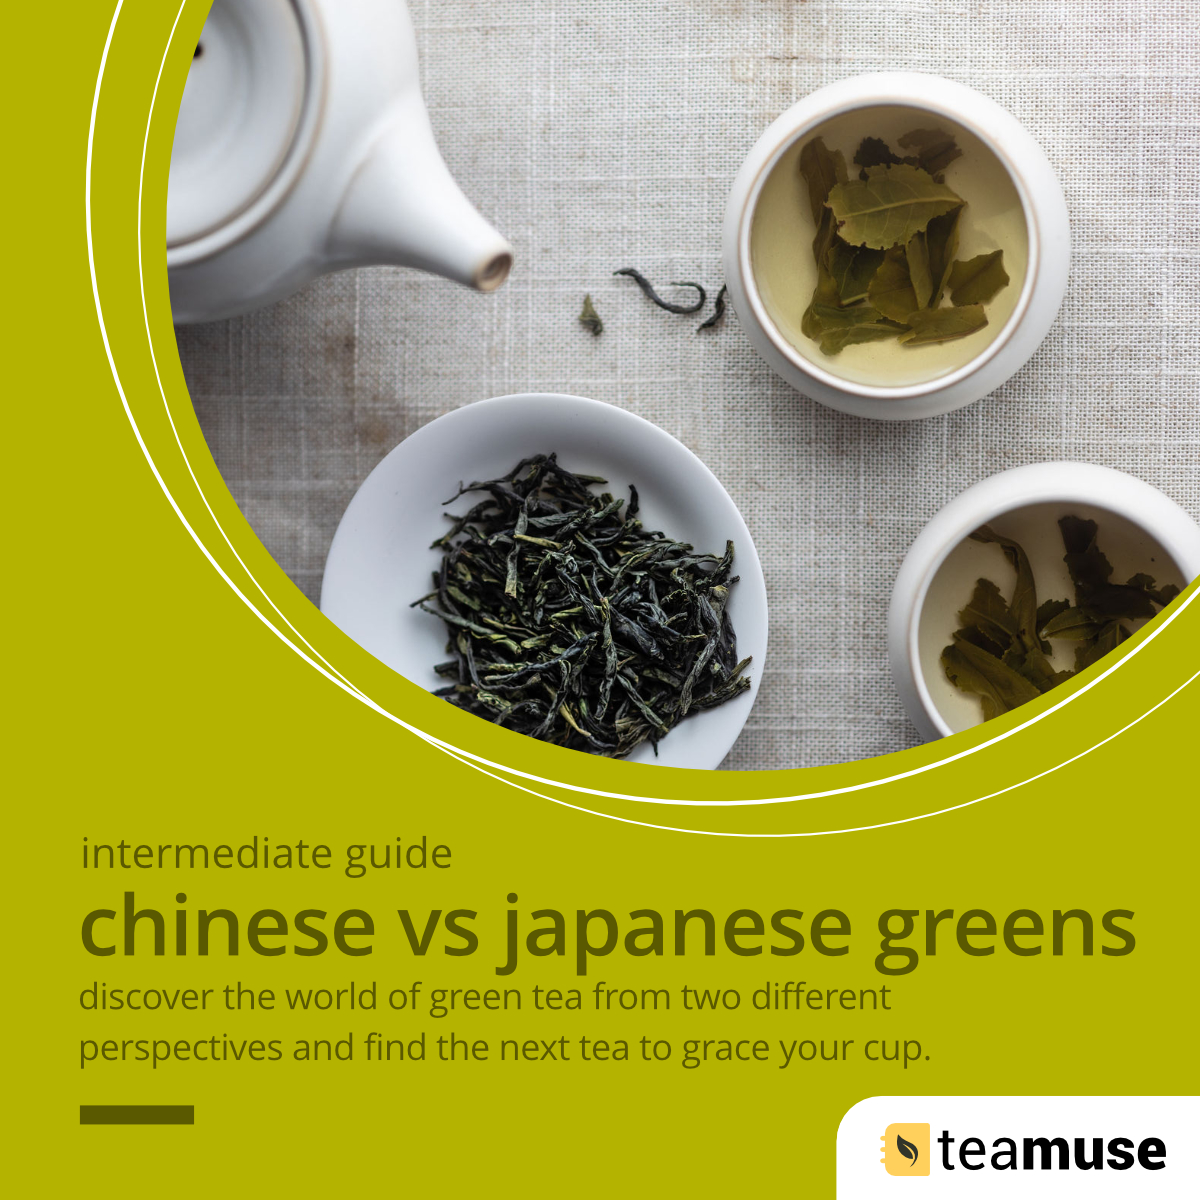 intermediate guide
chinese vs japanese greens
discover the world of green tea from two different
perspectives and find the next tea to grace your cup.
teamuse